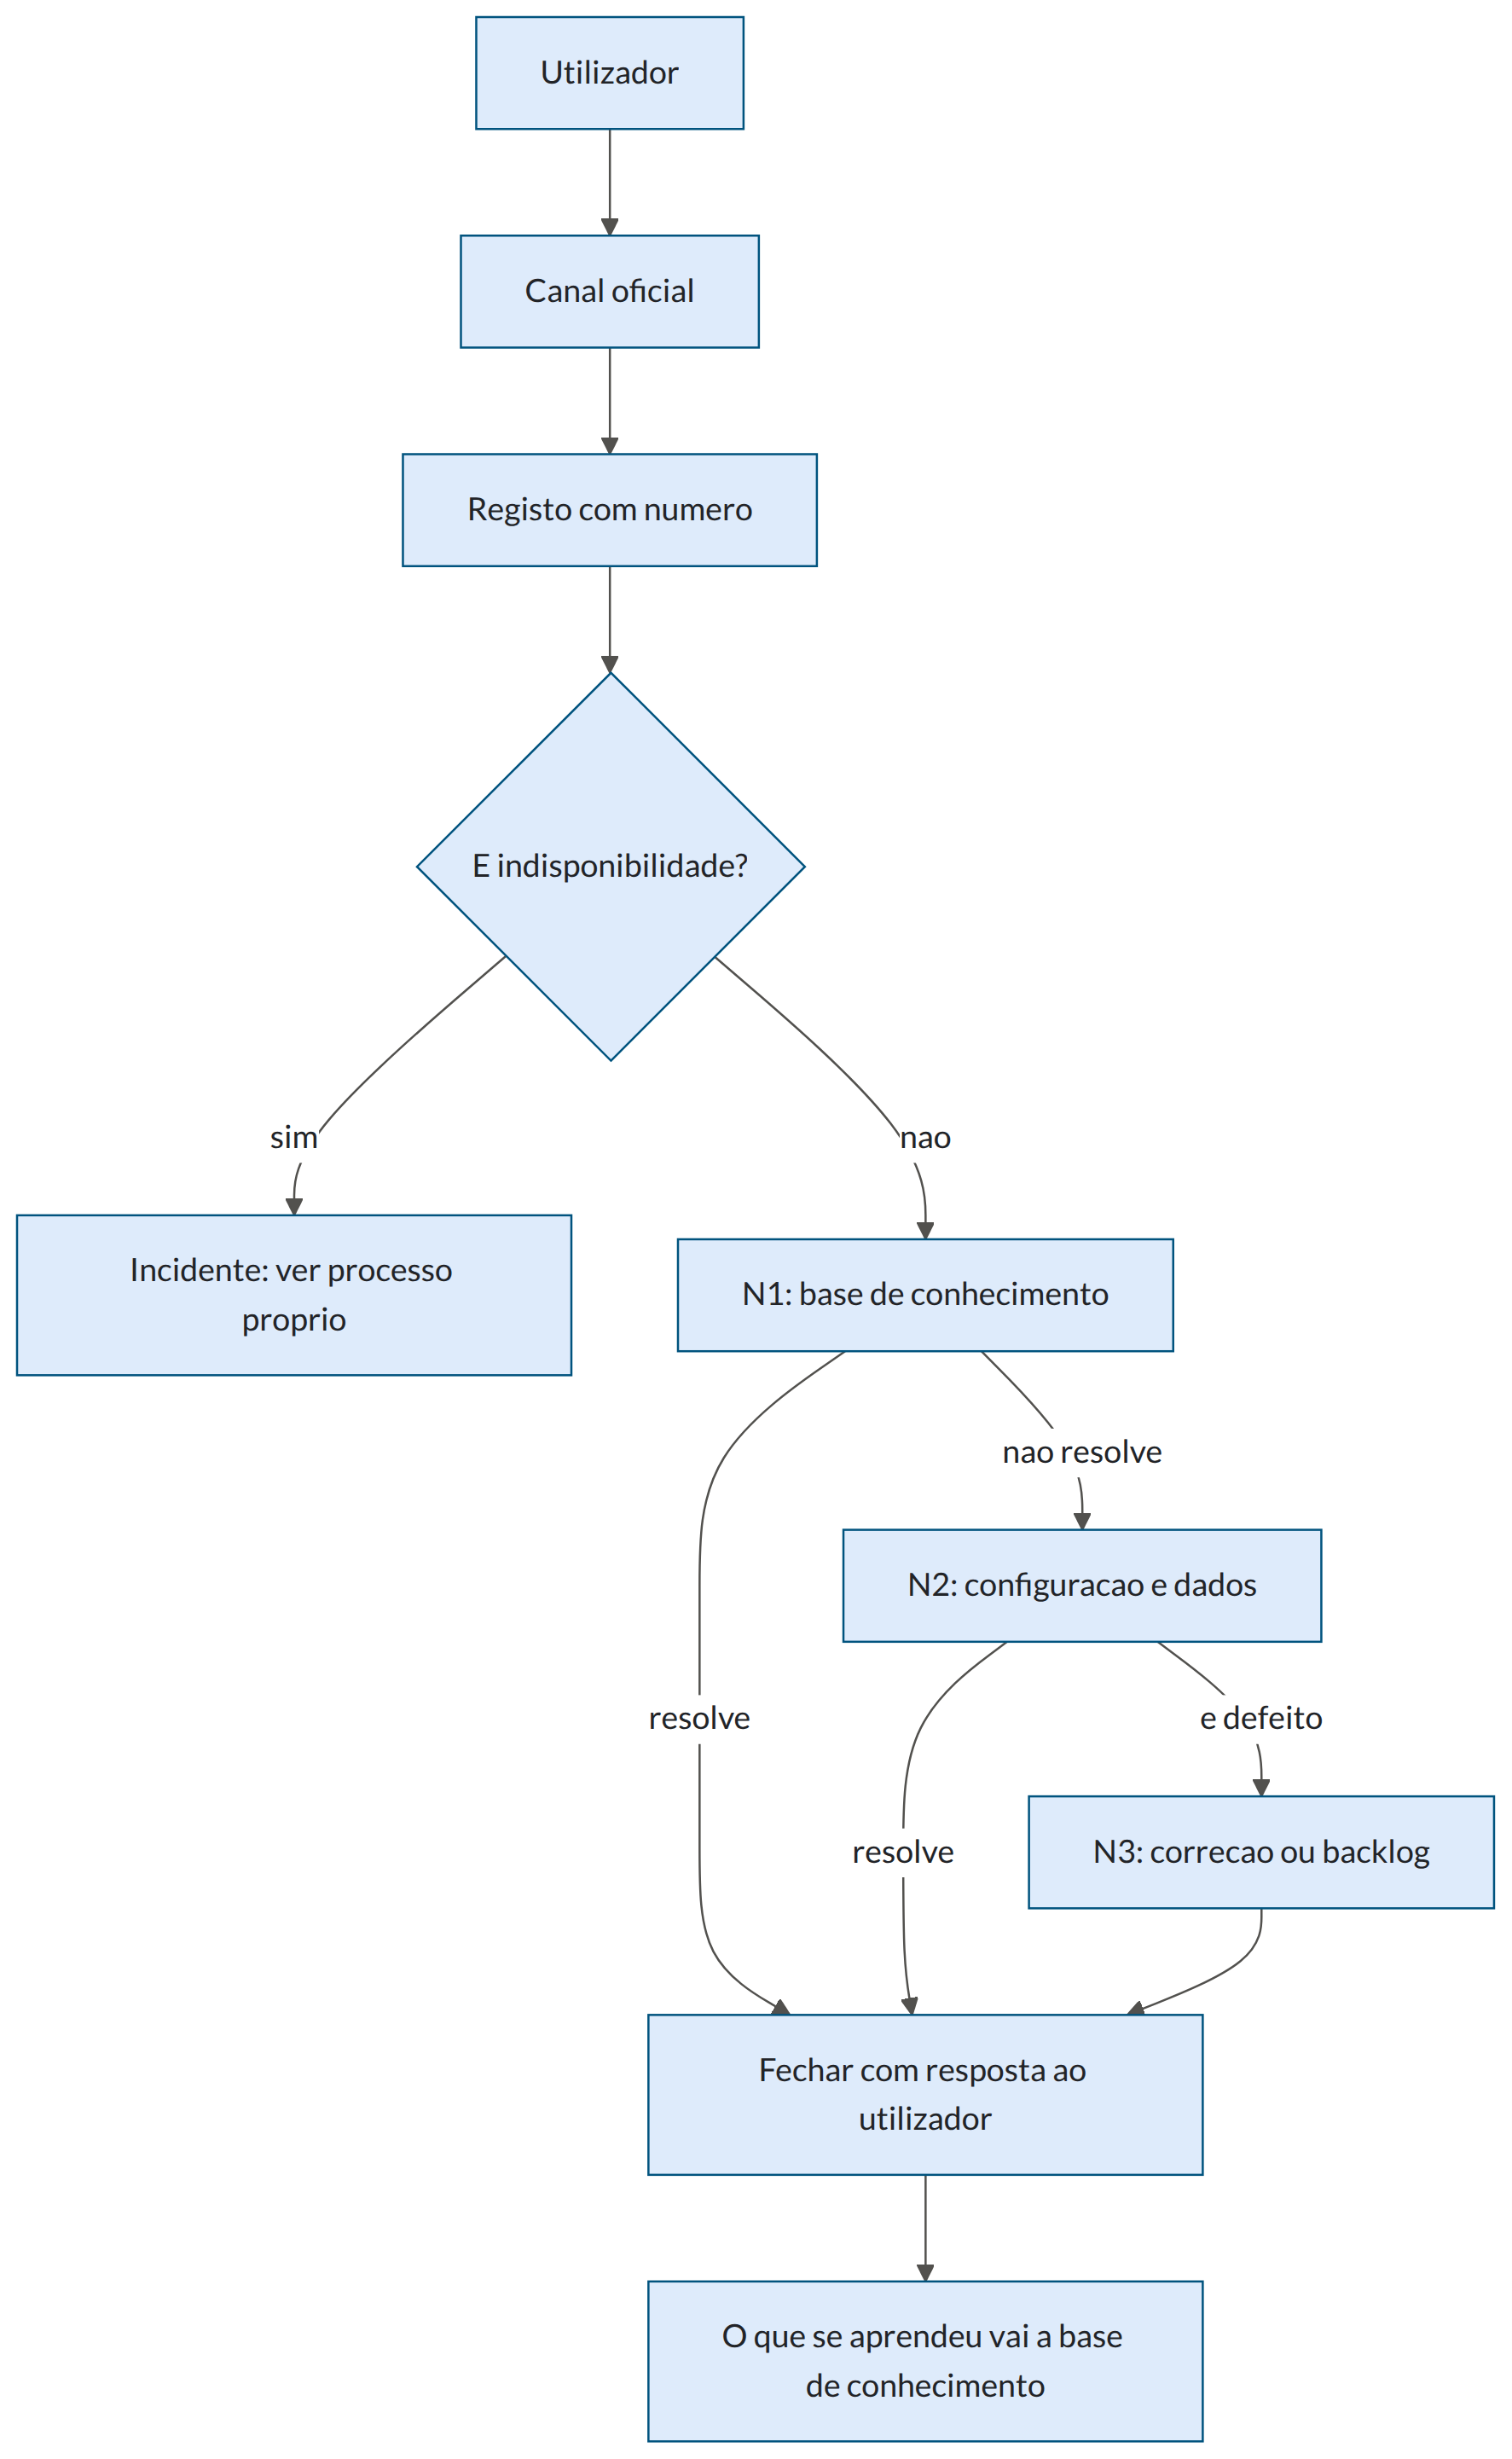 Utilizador
Canal oficial
Registo com numero
E indisponibilidade?
sim
nao
Incidente: ver processo
proprio
N1: base de conhecimento
nao resolve
N2: configuracao e dados
resolve
e defeito
resolve
N3: correcao ou backlog
Fechar com resposta ao
utilizador
O que se aprendeu vai a base
de conhecimento